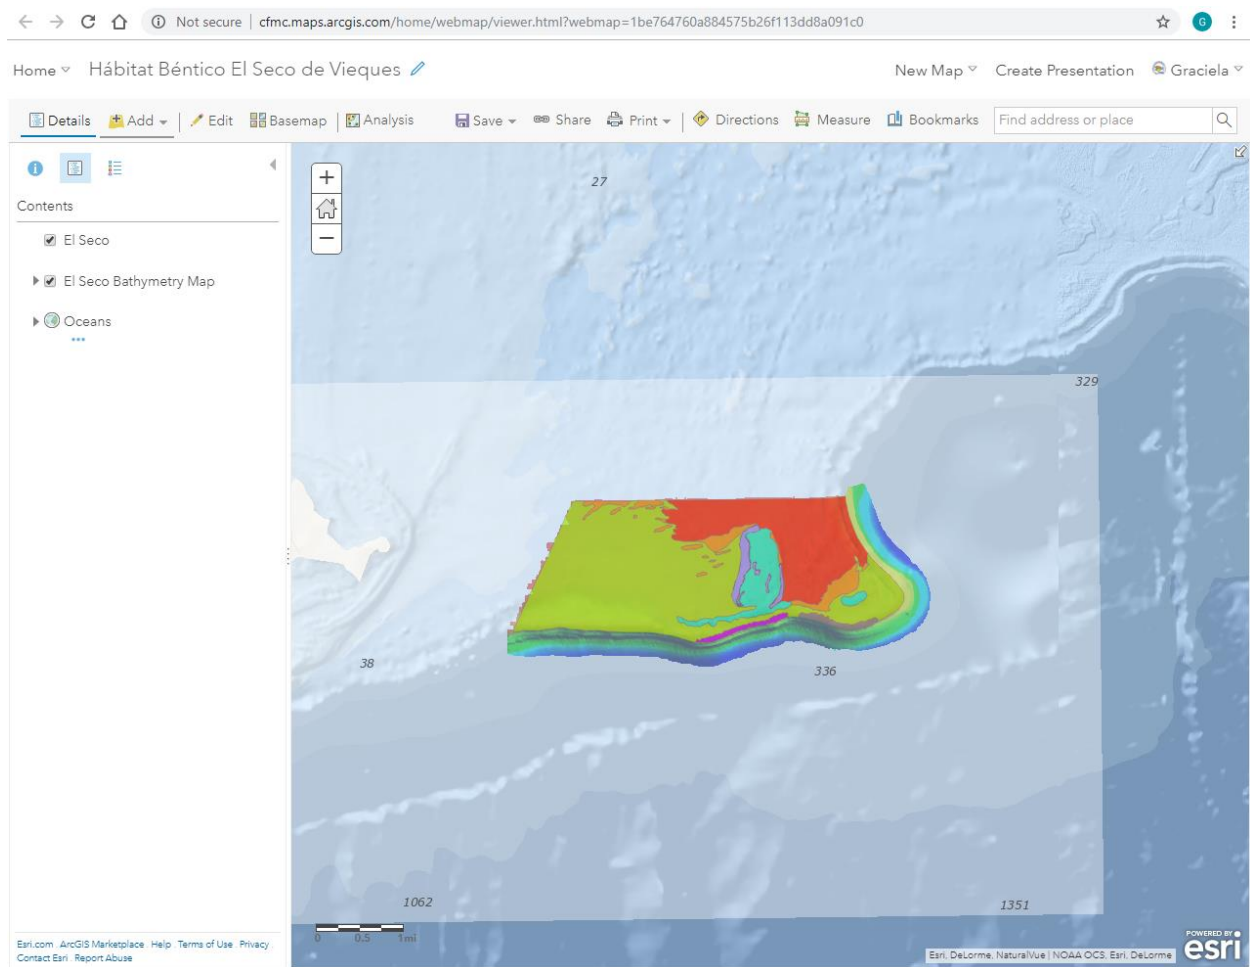 Not secure | cfmc.maps.arcgis.com/home/webmap/viewer.html?webmap=1be764760a884575b26f113dd8a091c0
G
Home Hábitat Béntico El Seco de Vieques New Map Create Presentation Graciela
Details Add Edit Basemap Analysis Save Share Print Directions Measure Bookmarks Find address or place
Contents
El Seco
El Seco Bathymetry Map
Oceans
27
329
38
336
1062
1351
0 0.5 1mi
Esri.com . ArcGIS Marketplace . Help . Terms of Use . Privacy .
Contact Esri . Report Abuse
Esri, DeLorme, NaturalVue | NOAA OCS, Esri, DeLorme
POWERED BY
esri